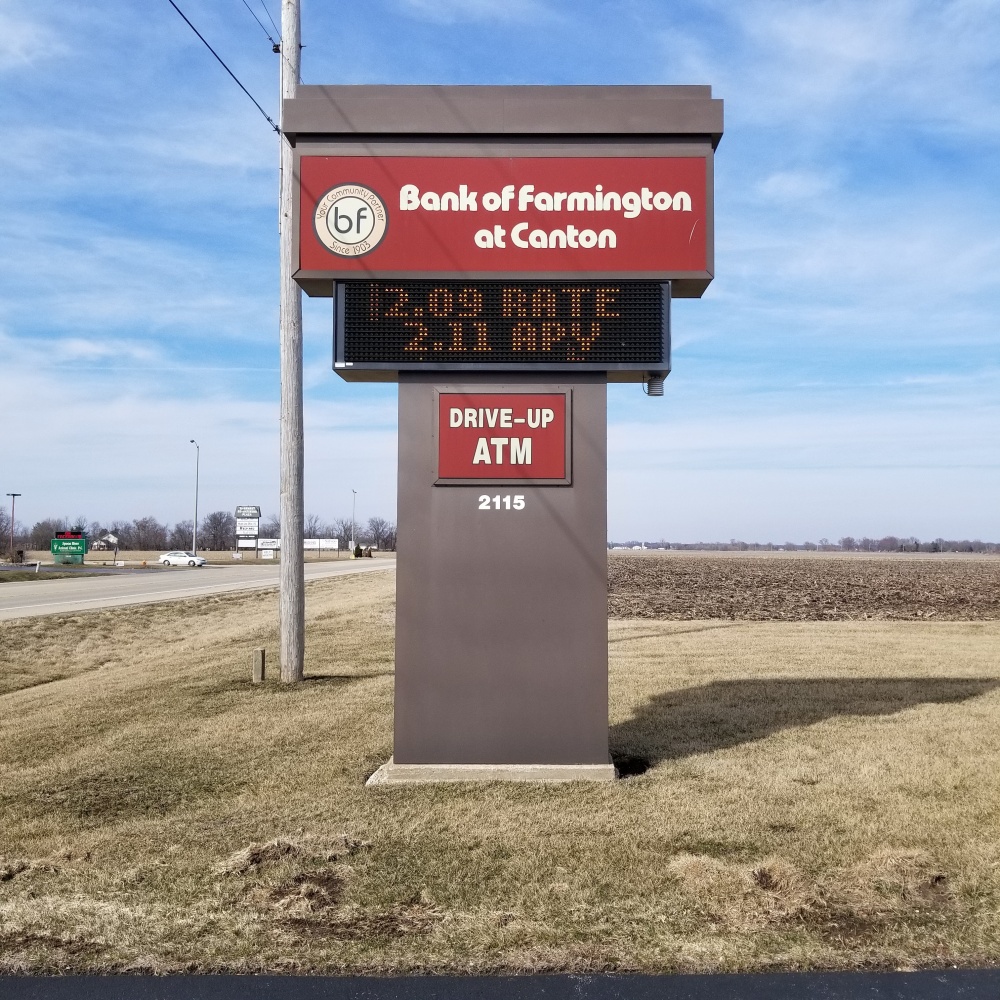 Your Community Partner
bf
Since 1903
Bank of Farmington
at Canton
2.09 RATE
2.11 APY
DRIVE-UP
ATM
2115